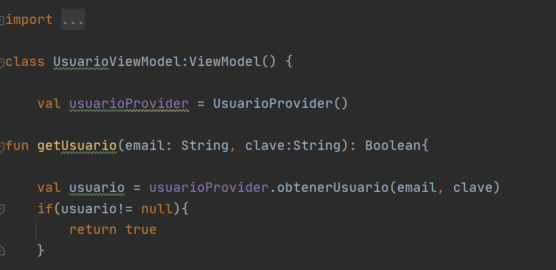 import ...
class UsuarioViewModel:ViewModel() {
val usuarioProvider = UsuarioProvider()
fun getUsuario(email: String, clave:String): Boolean{
val usuario = usuarioProvider.obtenerUsuario(email, clave)
if(usuario!= null){
return true
}